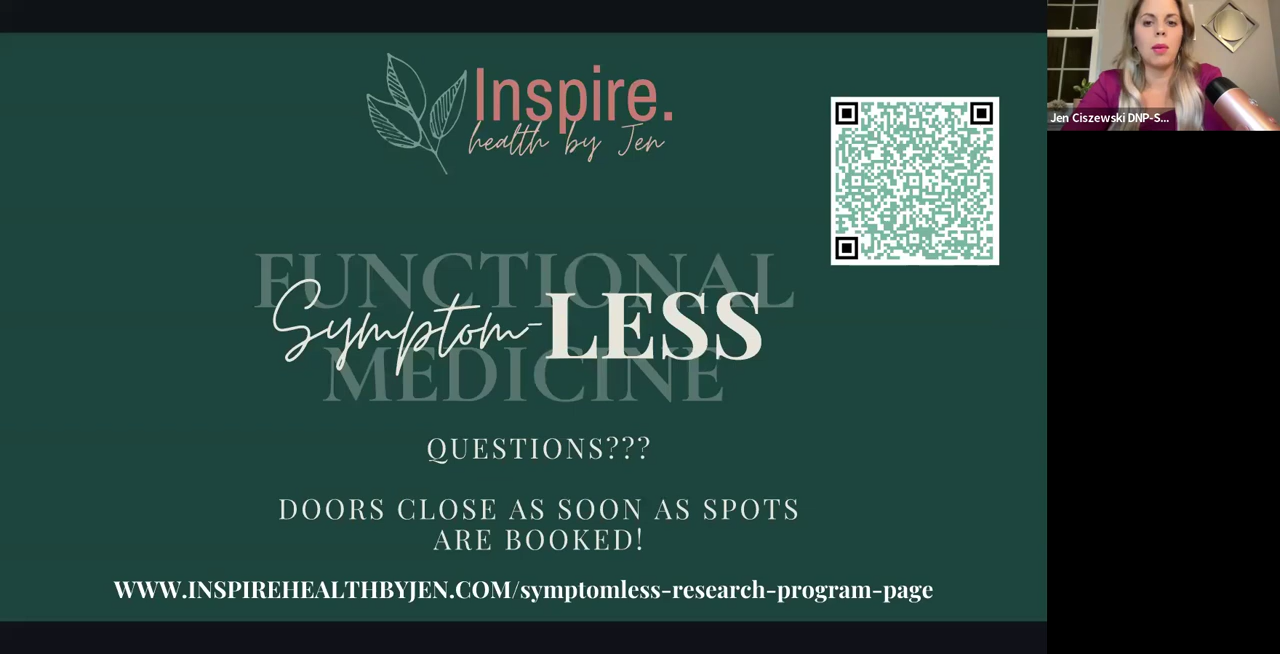 Inspire.
health by Jen
FUNCTIONAL
Symptom-LESS
MEDICINE
QUESTIONS???
DOORS CLOSE AS SOON AS SPOTS
ARE BOOKED!
WWW.INSPIREHEALTHBYJEN.COM/symptomless-research-program-page
Jen Ciszewski DNP-S...